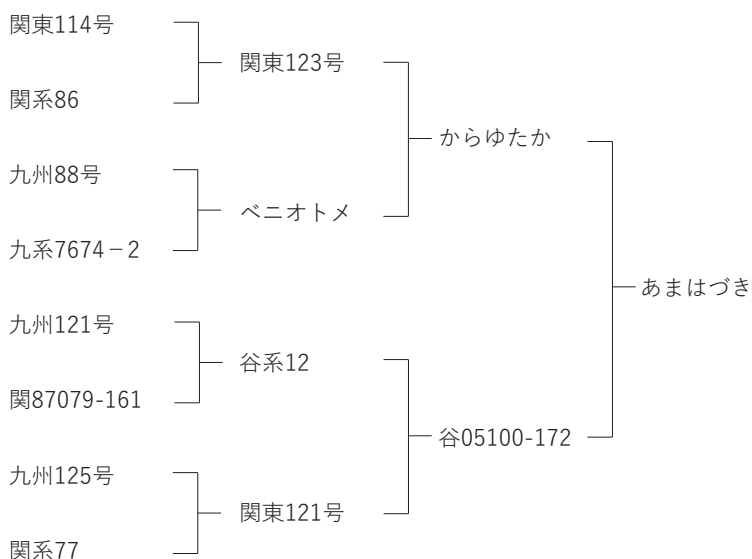 関東114号
関東123号
関系86
からゆたか
九州88号
ベニオトメ
九系7674－2
あまはづき
九州121号
谷系12
関87079-161
谷05100-172
九州125号
関東121号
関系77